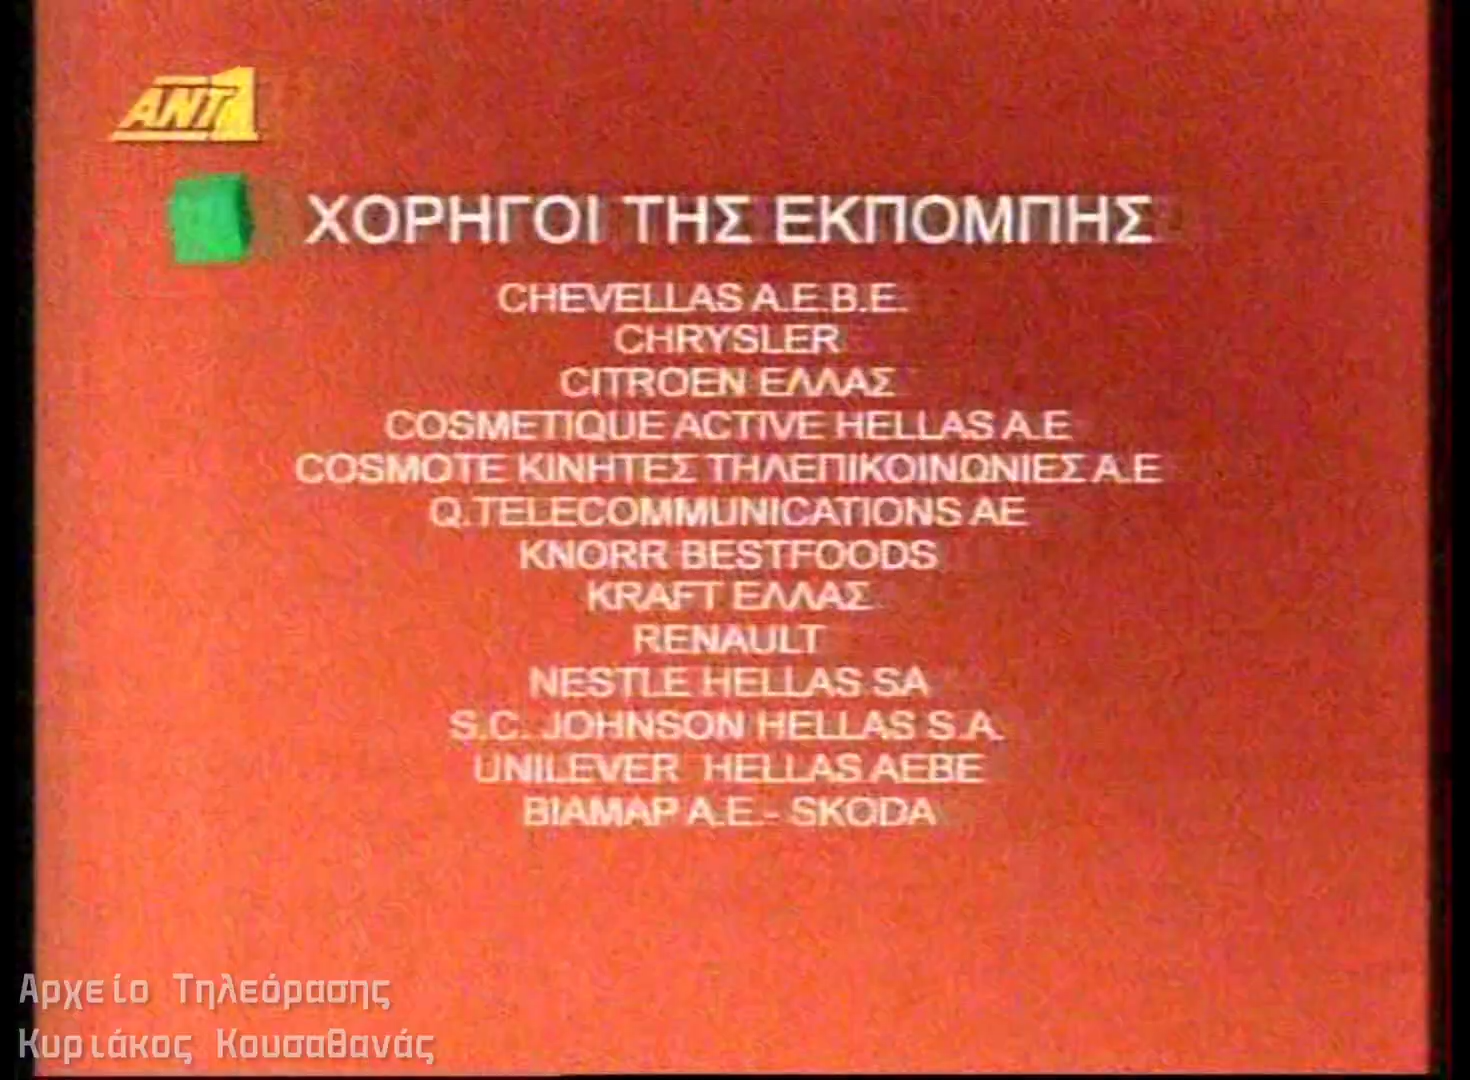 ANT1
ΧΟΡΗΓΟΙ ΤΗΣ ΕΚΠΟΜΠΗΣ
CHEVELLAS A.E.B.E.
CHRYSLER
CITROEN ΕΛΛΑΣ
COSMETIQUE ACTIVE HELLAS A.E
COSMOTE ΚΙΝΗΤΕΣ ΤΗΛΕΠΙΚΟΙΝΩΝΙΕΣ Α.Ε
Q.TELECOMMUNICATIONS AE
KNORR BESTFOODS
KRAFT ΕΛΛΑΣ
RENAULT
NESTLE HELLAS SA
S.C. JOHNSON HELLAS S.A.
UNILEVER HELLAS AEBE
ΒΙΑΜΑΡ Α.Ε.- SKODA
Αρχείο Τηλεόρασης
Κυριάκος Κουσαθανάς